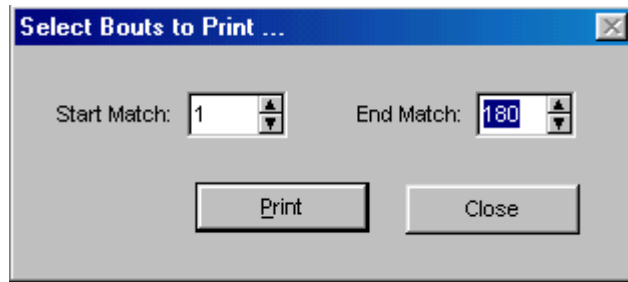 Select Bouts to Print ...
Start Match: 1 End Match: 180
Print Close